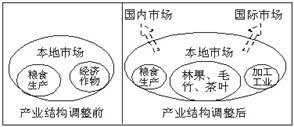 国内市场 国际市场
本地市场 本地市场
粮食生产 经济作物 粮食生产 林果、毛竹、茶叶 加工工业
产业结构调整前 产业结构调整后